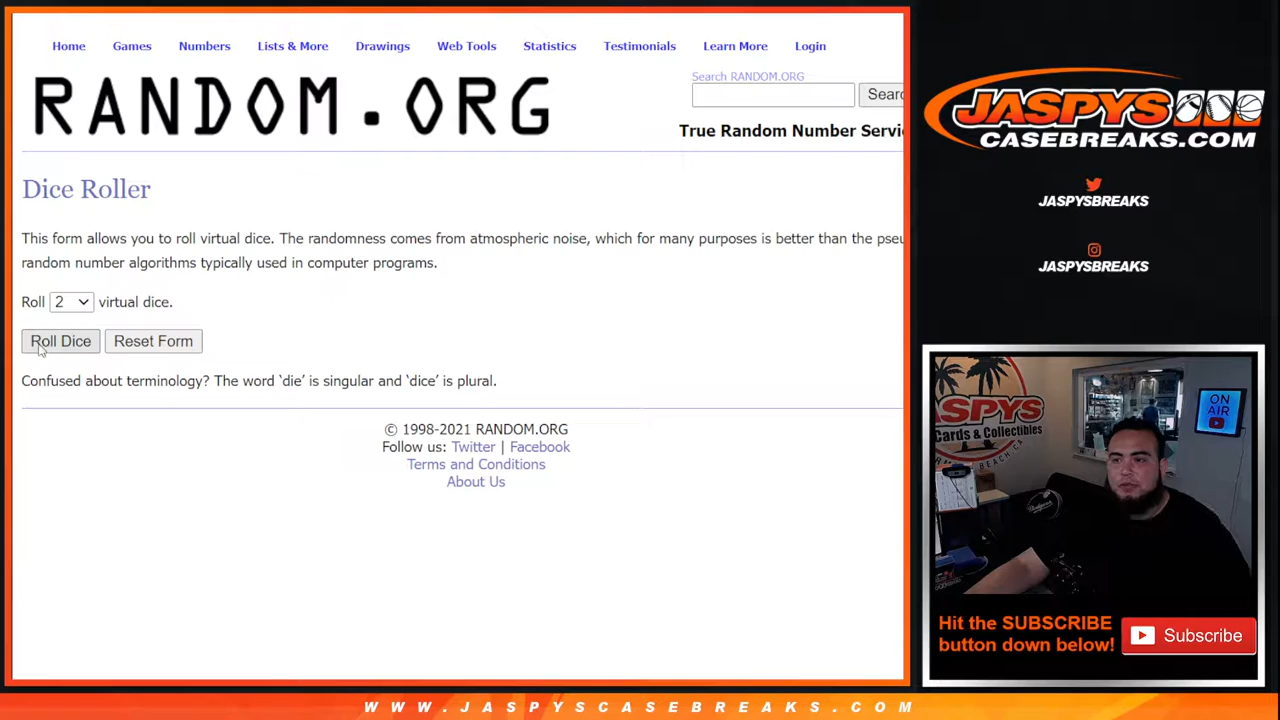 Home Games Numbers Lists & More Drawings Web Tools Statistics Testimonials Learn More Login
RANDOM.ORG
Search RANDOM.ORG
Searc
True Random Number Servi
Dice Roller
This form allows you to roll virtual dice. The randomness comes from atmospheric noise, which for many purposes is better than the pseu
random number algorithms typically used in computer programs.
Roll 2 virtual dice.
Roll Dice Reset Form
Confused about terminology? The word ‘die’ is singular and ‘dice’ is plural.
© 1998-2021 RANDOM.ORG
Follow us: Twitter | Facebook
Terms and Conditions
About Us
JASPYS
CASEBREAKS.COM
JASPYSBREAKS
JASPYSBREAKS
ASPYS
Cards & Collectibles
ON
AIR
Hit the SUBSCRIBE
button down below!
Subscribe
WWW.JASPYSCASEBREAKS.COM